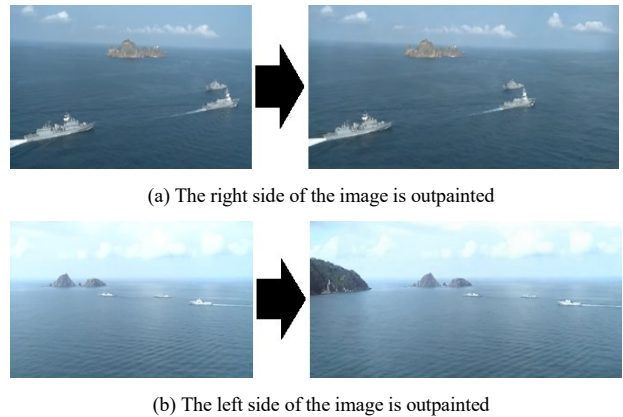 (a) The right side of the image is outpainted
(b) The left side of the image is outpainted